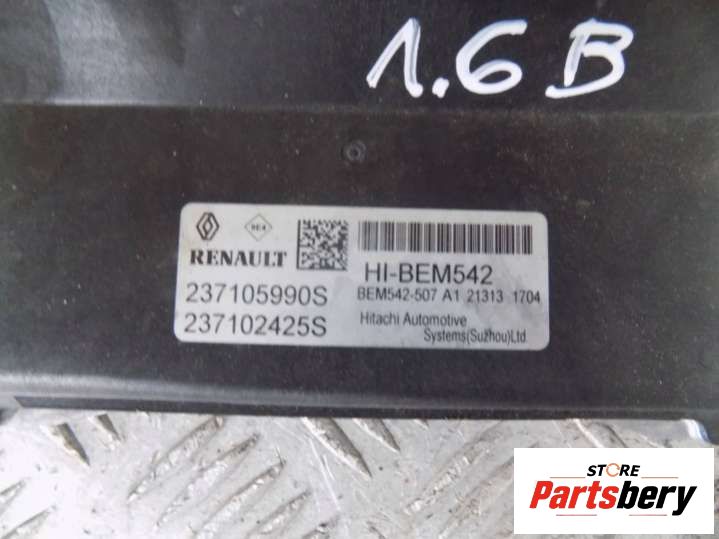 1.6 B
RENAULT
HI-BEM542
237105990S
BEM542-507 A1 21313 1704
237102425S
Hitachi Automotive
Systems(Suzhou)Ltd.
STORE
Partsbery